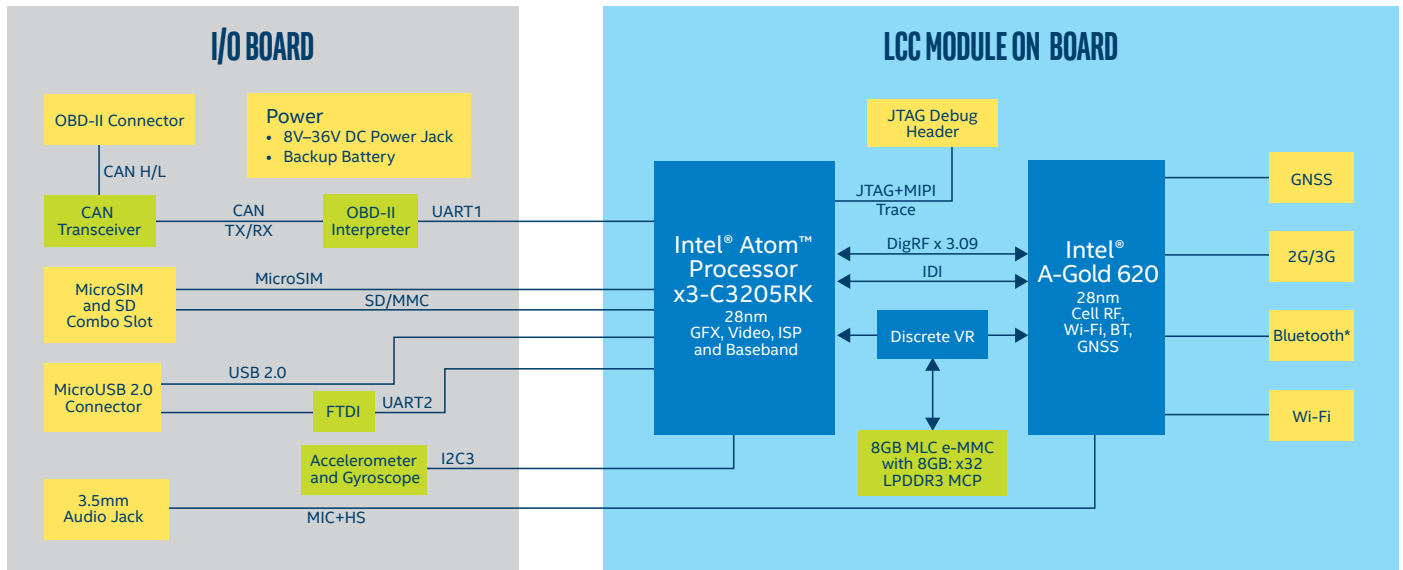 I/O BOARD
OBD-II Connector
Power
• 8V–36V DC Power Jack
• Backup Battery
CAN H/L
CAN
Transceiver
CAN
TX/RX
OBD-II
Interpreter
UART1
MicroSIM
and SD
Combo Slot
MicroSIM
SD/MMC
MicroUSB 2.0
Connector
USB 2.0
FTDI
UART2
Accelerometer
and Gyroscope
I2C3
3.5mm
Audio Jack
MIC+HS
LCC MODULE ON BOARD
JTAG Debug
Header
JTAG+MIPI
Trace
Intel® Atom™
Processor
x3-C3205RK
28nm
GFX, Video, ISP
and Baseband
DigRF x 3.09
IDI
Discrete VR
8GB MLC e-MMC
with 8GB: x32
LPDDR3 MCP
Intel®
A-Gold 620
28nm
Cell RF,
Wi-Fi, BT,
GNSS
GNSS
2G/3G
Bluetooth*
Wi-Fi